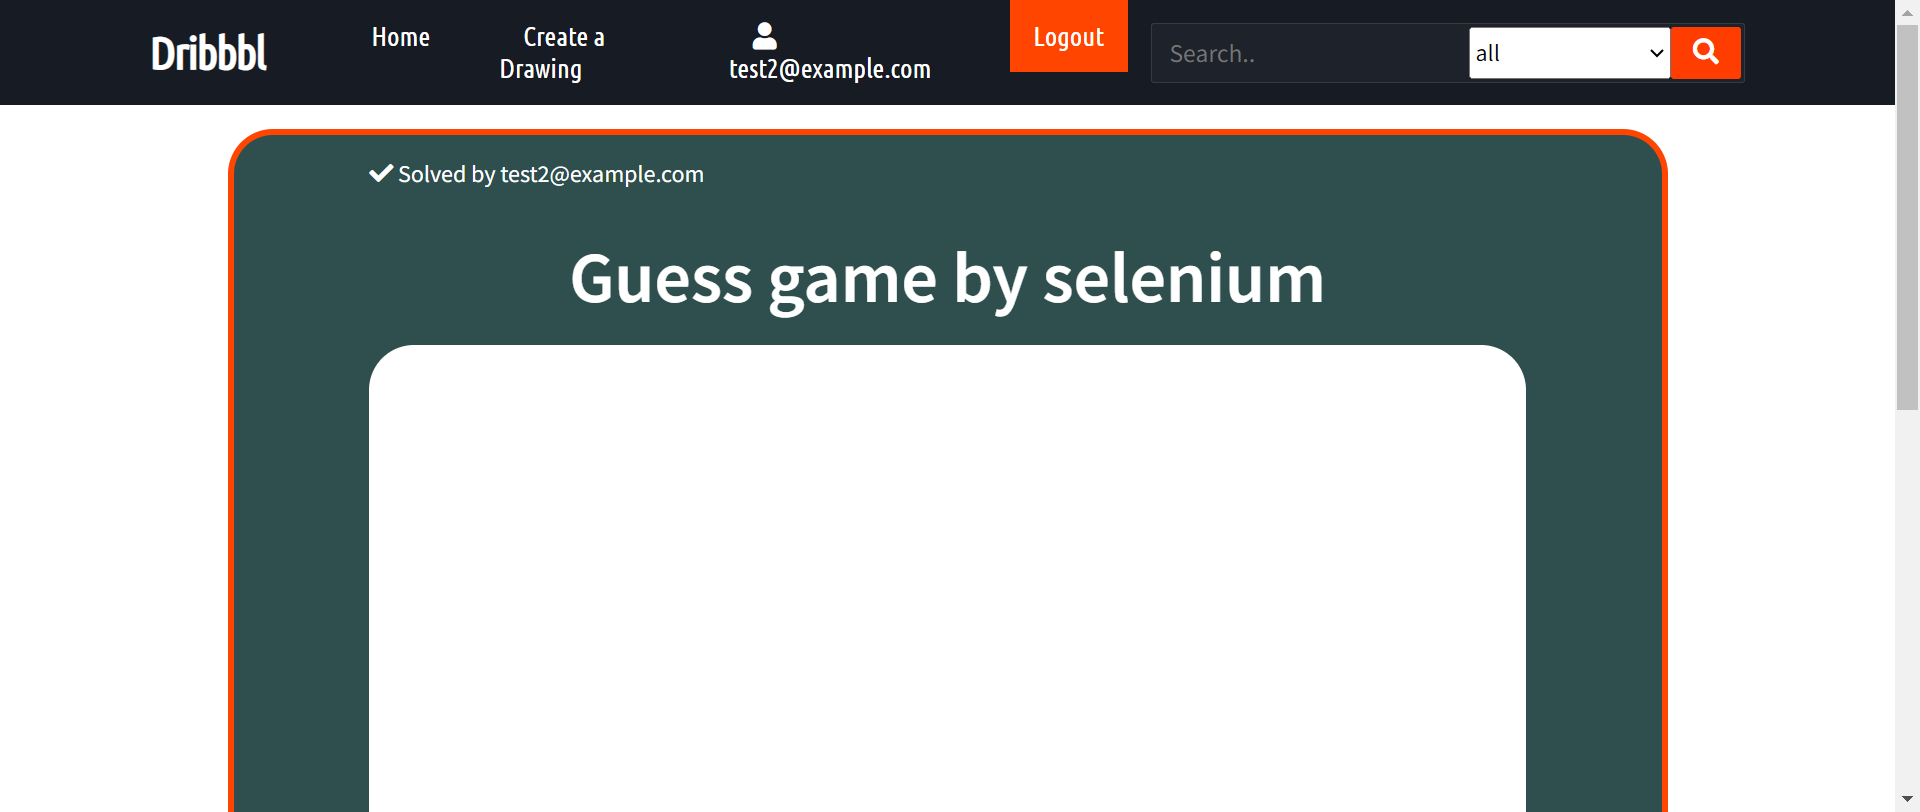 Dribbbl
Home
Create a
Drawing
test2@example.com
Logout
Search..
all
Solved by test2@example.com
Guess game by selenium